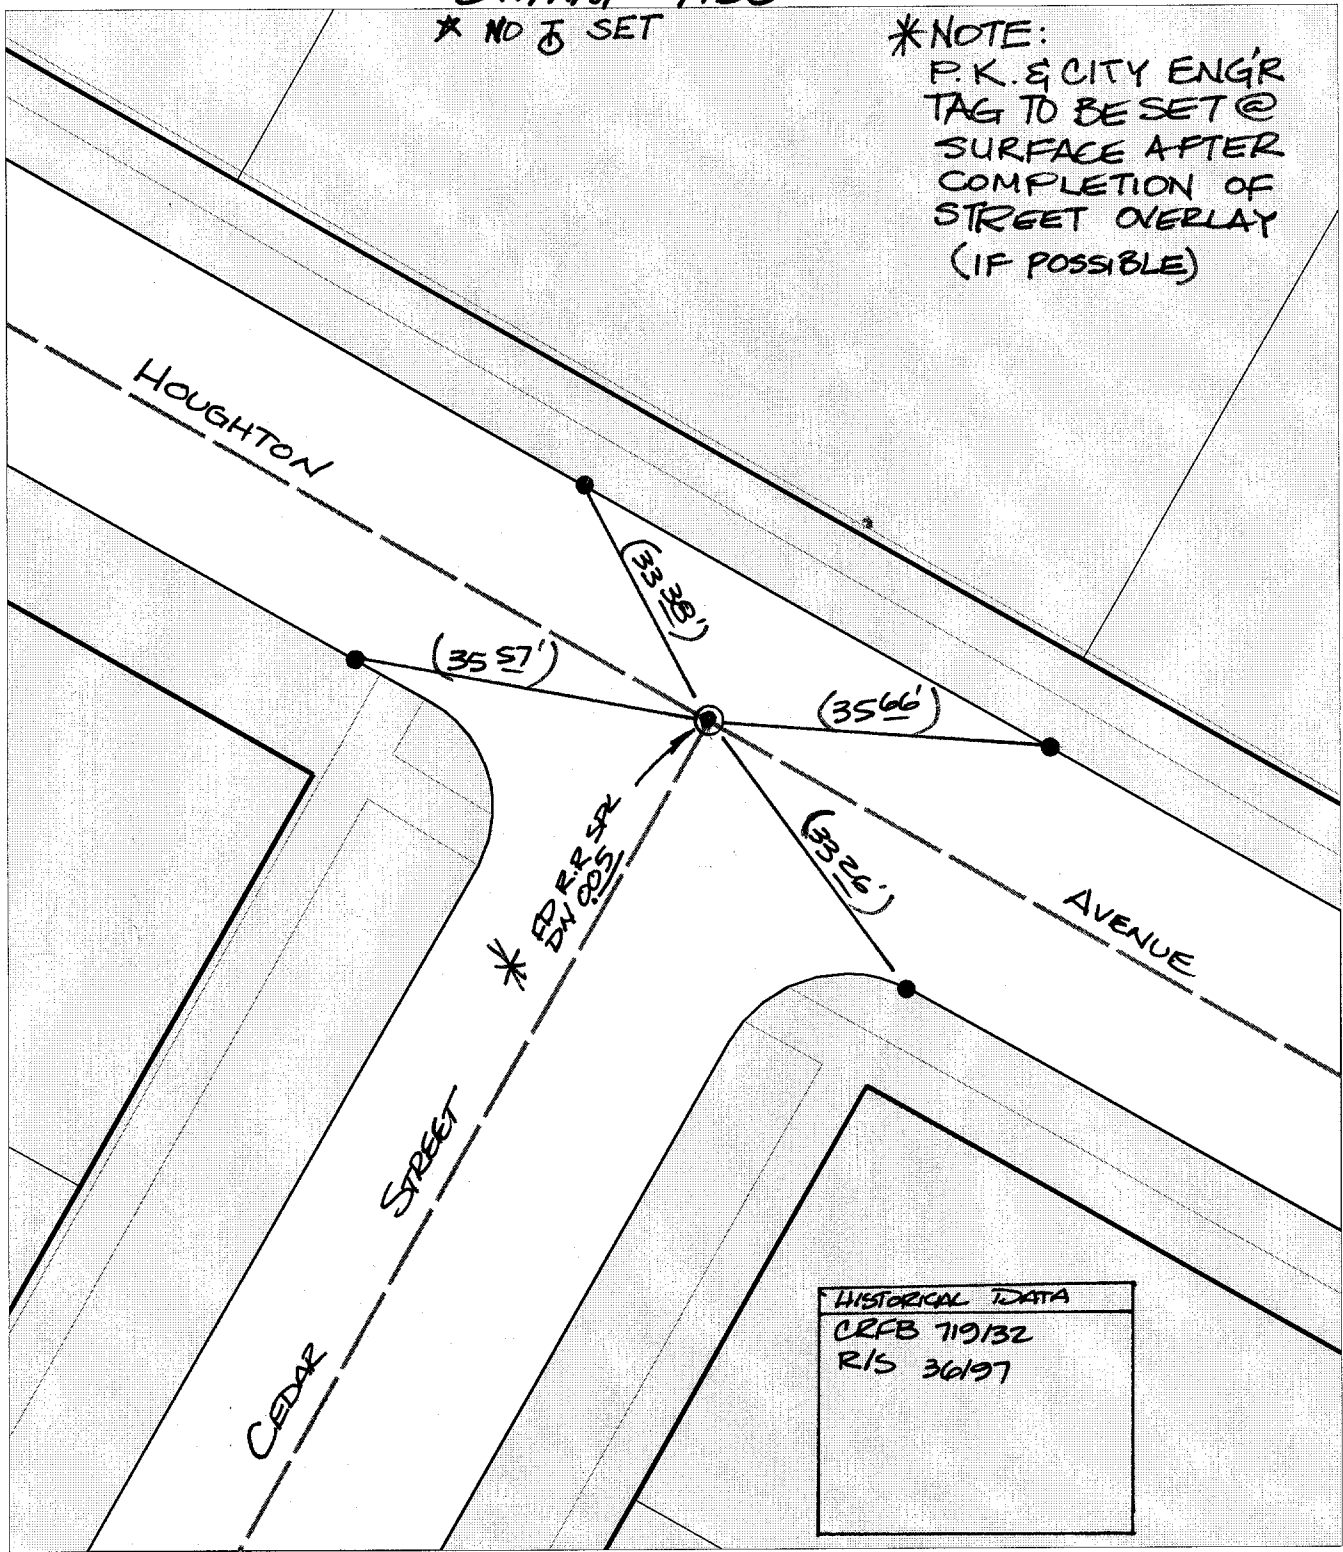 * NO SET
*NOTE:
P.K. & CITY ENG'R
TAG TO BE SET @
SURFACE AFTER
COMPLETION OF
STREET OVERLAY
(IF POSSIBLE)
HOUGHTON
(33 38')
(35 57')
(35 66')
(33 26')
* FD R.R SPK
DN 0.05
AVENUE
STREET
CEDAR
HISTORICAL DATA
CRFB 719/32
R/S 36/97